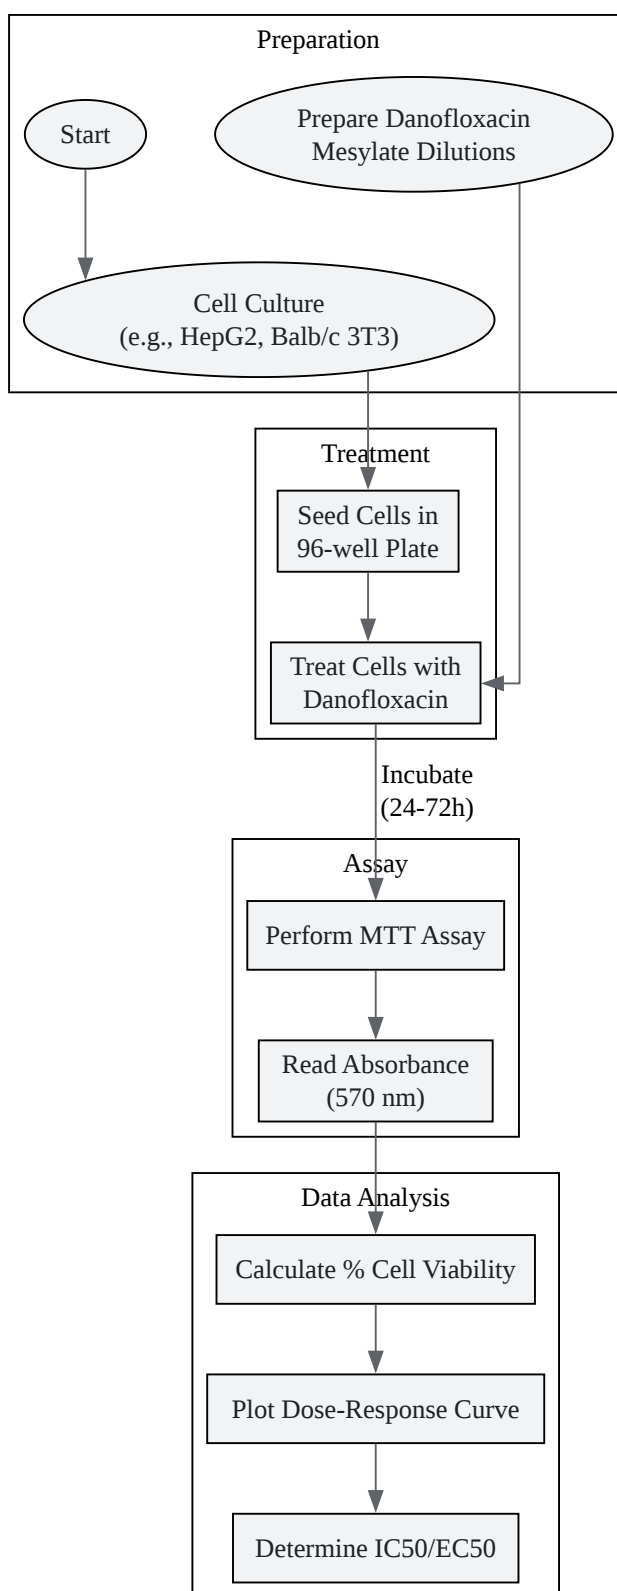 Preparation
Start
Prepare Danofloxacin
Mesylate Dilutions
Cell Culture
(e.g., HepG2, Balb/c 3T3)
Treatment
Seed Cells in
96-well Plate
Treat Cells with
Danofloxacin
Incubate
(24-72h)
Assay
Perform MTT Assay
Read Absorbance
(570 nm)
Data Analysis
Calculate % Cell Viability
Plot Dose-Response Curve
Determine IC50/EC50